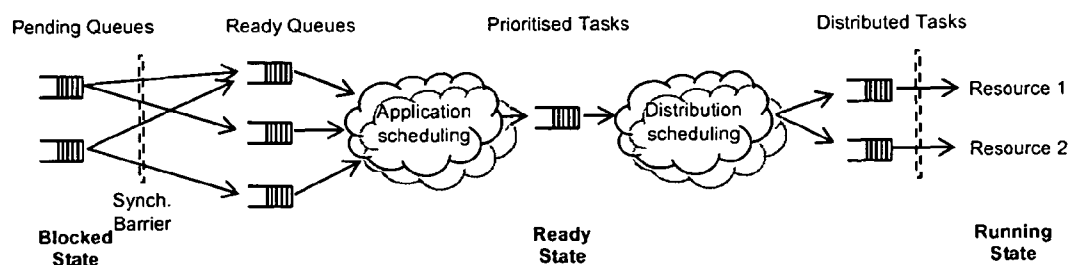 Pending Queues
Ready Queues
Prioritised Tasks
Distributed Tasks
Application
scheduling
Distribution
scheduling
Resource 1
Resource 2
Synch.
Barrier
Blocked
State
Ready
State
Running
State